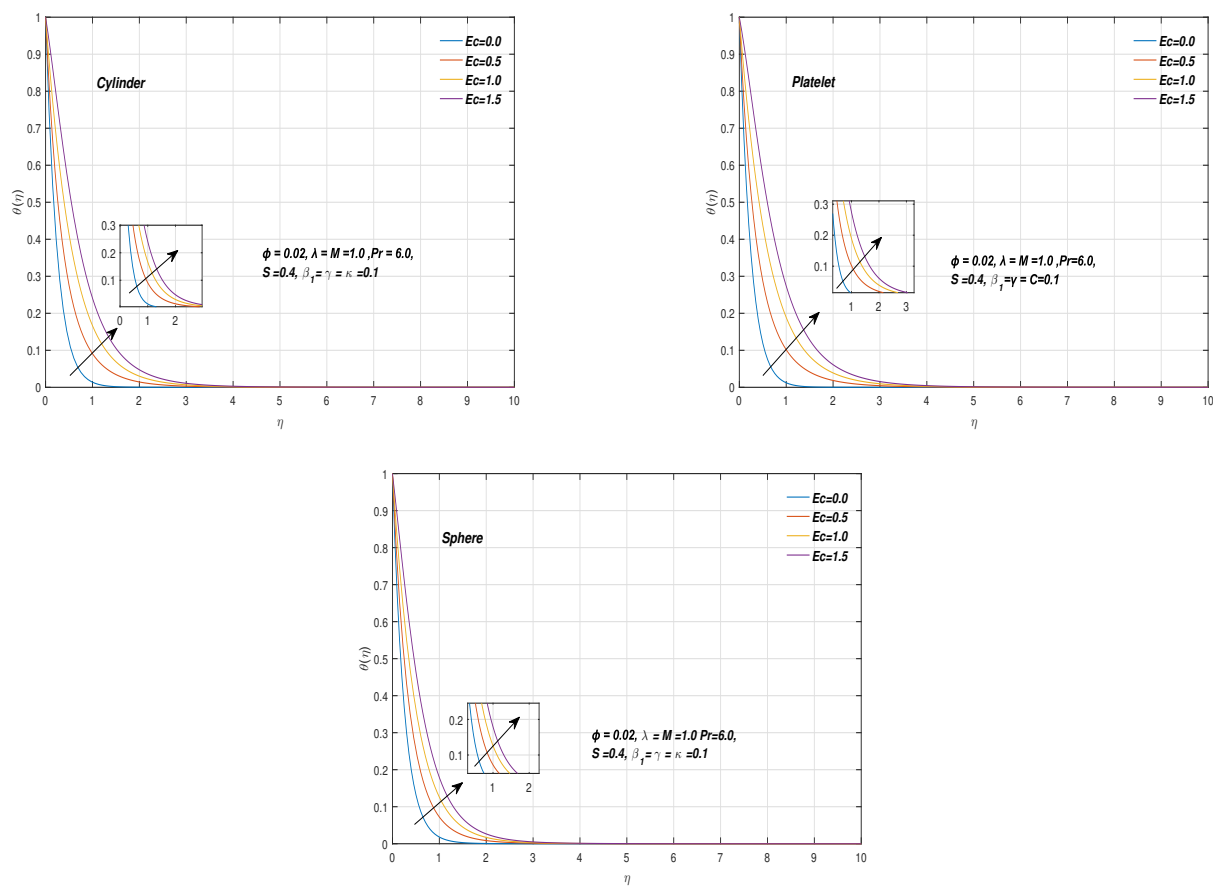 1
0.9
0.8
0.7
0.6
0.5
0.4
0.3
0.2
0.1
0
θ(η)
Cylinder
Ec=0.0
Ec=0.5
Ec=1.0
Ec=1.5
0.3
0.2
0.1
0 1 2
ϕ = 0.02, λ = M =1.0 ,Pr = 6.0,
S =0.4, β₁= γ = κ =0.1
0 1 2 3 4 5 6 7 8 9 10
η
1
0.9
0.8
0.7
0.6
0.5
0.4
0.3
0.2
0.1
0
θ(η)
Platelet
Ec=0.0
Ec=0.5
Ec=1.0
Ec=1.5
0.3
0.2
0.1
1 2 3
ϕ = 0.02, λ = M =1.0, Pr=6.0,
S =0.4, β₁=γ = C=0.1
0 1 2 3 4 5 6 7 8 9 10
η
1
0.9
0.8
0.7
0.6
0.5
0.4
0.3
0.2
0.1
0
θ(η)
Sphere
Ec=0.0
Ec=0.5
Ec=1.0
Ec=1.5
0.2
0.1
1 2
ϕ = 0.02, λ = M =1.0 Pr=6.0,
S =0.4, β₁= γ = κ =0.1
0 1 2 3 4 5 6 7 8 9 10
η